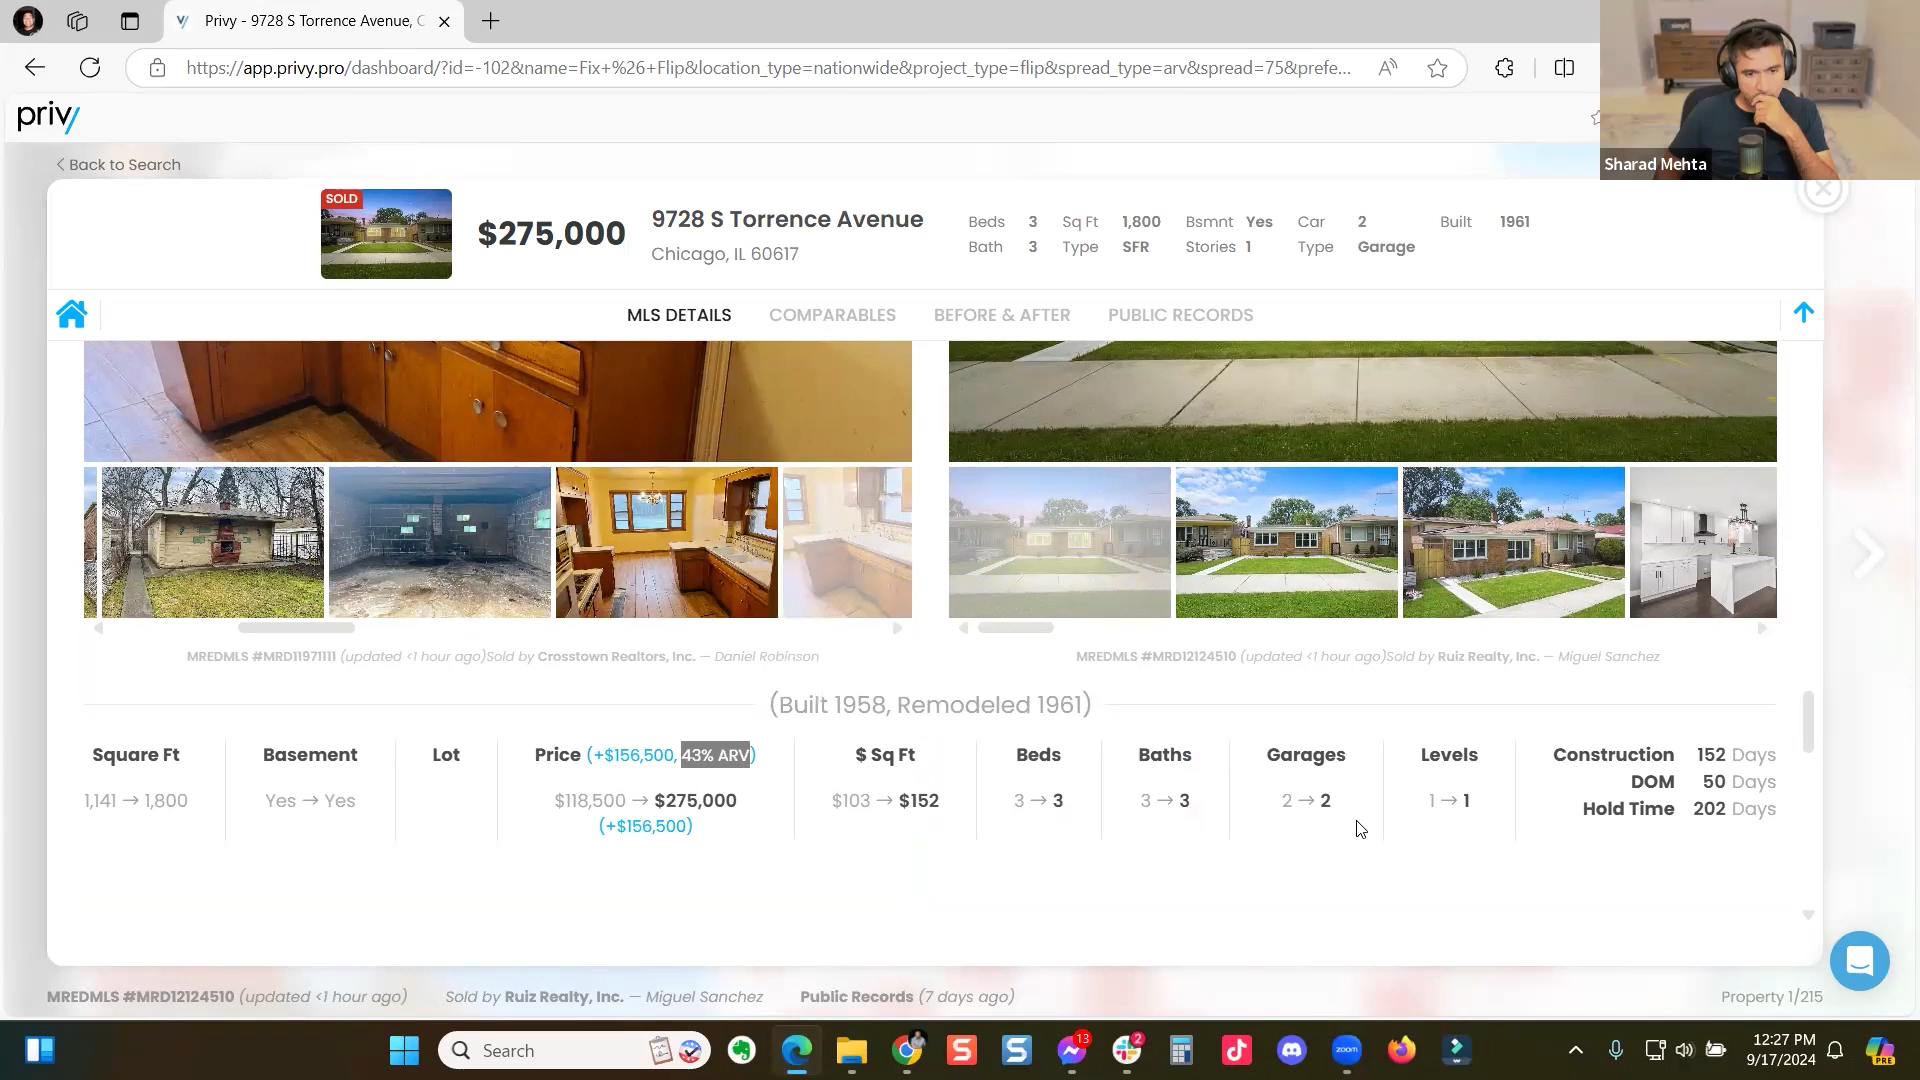 Privy - 9728 S Torrence Avenue, C
https://app.privy.pro/dashboard/?id=-102&name=Fix+%26+Flip&location_type=nationwide&project_type=flip&spread_type=arv&spread=75&prefe...
Sharad Mehta
privy
Back to Search
SOLD
$275,000
9728 S Torrence Avenue
Chicago, IL 60617
Beds 3 Sq Ft 1,800 Bsmnt Yes Car 2 Built 1961
Bath 3 Type SFR Stories 1 Type Garage
MLS DETAILS COMPARABLES BEFORE & AFTER PUBLIC RECORDS
MREDMLS #MRD11971111 (updated <1 hour ago)Sold by Crosstown Realtors, Inc. — Daniel Robinson
MREDMLS #MRD12124510 (updated <1 hour ago)Sold by Ruiz Realty, Inc. — Miguel Sanchez
(Built 1958, Remodeled 1961)
Square Ft Basement Lot Price (+$156,500, 43% ARV) $ Sq Ft Beds Baths Garages Levels Construction 152 Days
DOM 50 Days
1,141 → 1,800 Yes → Yes $118,500 → $275,000 $103 → $152 3 → 3 3 → 3 2 → 2 1 → 1 Hold Time 202 Days
(+$156,500)
MREDMLS #MRD12124510 (updated <1 hour ago) Sold by Ruiz Realty, Inc. — Miguel Sanchez Public Records (7 days ago) Property 1/215
Search
13
2
zoom
PRE
12:27 PM
9/17/2024